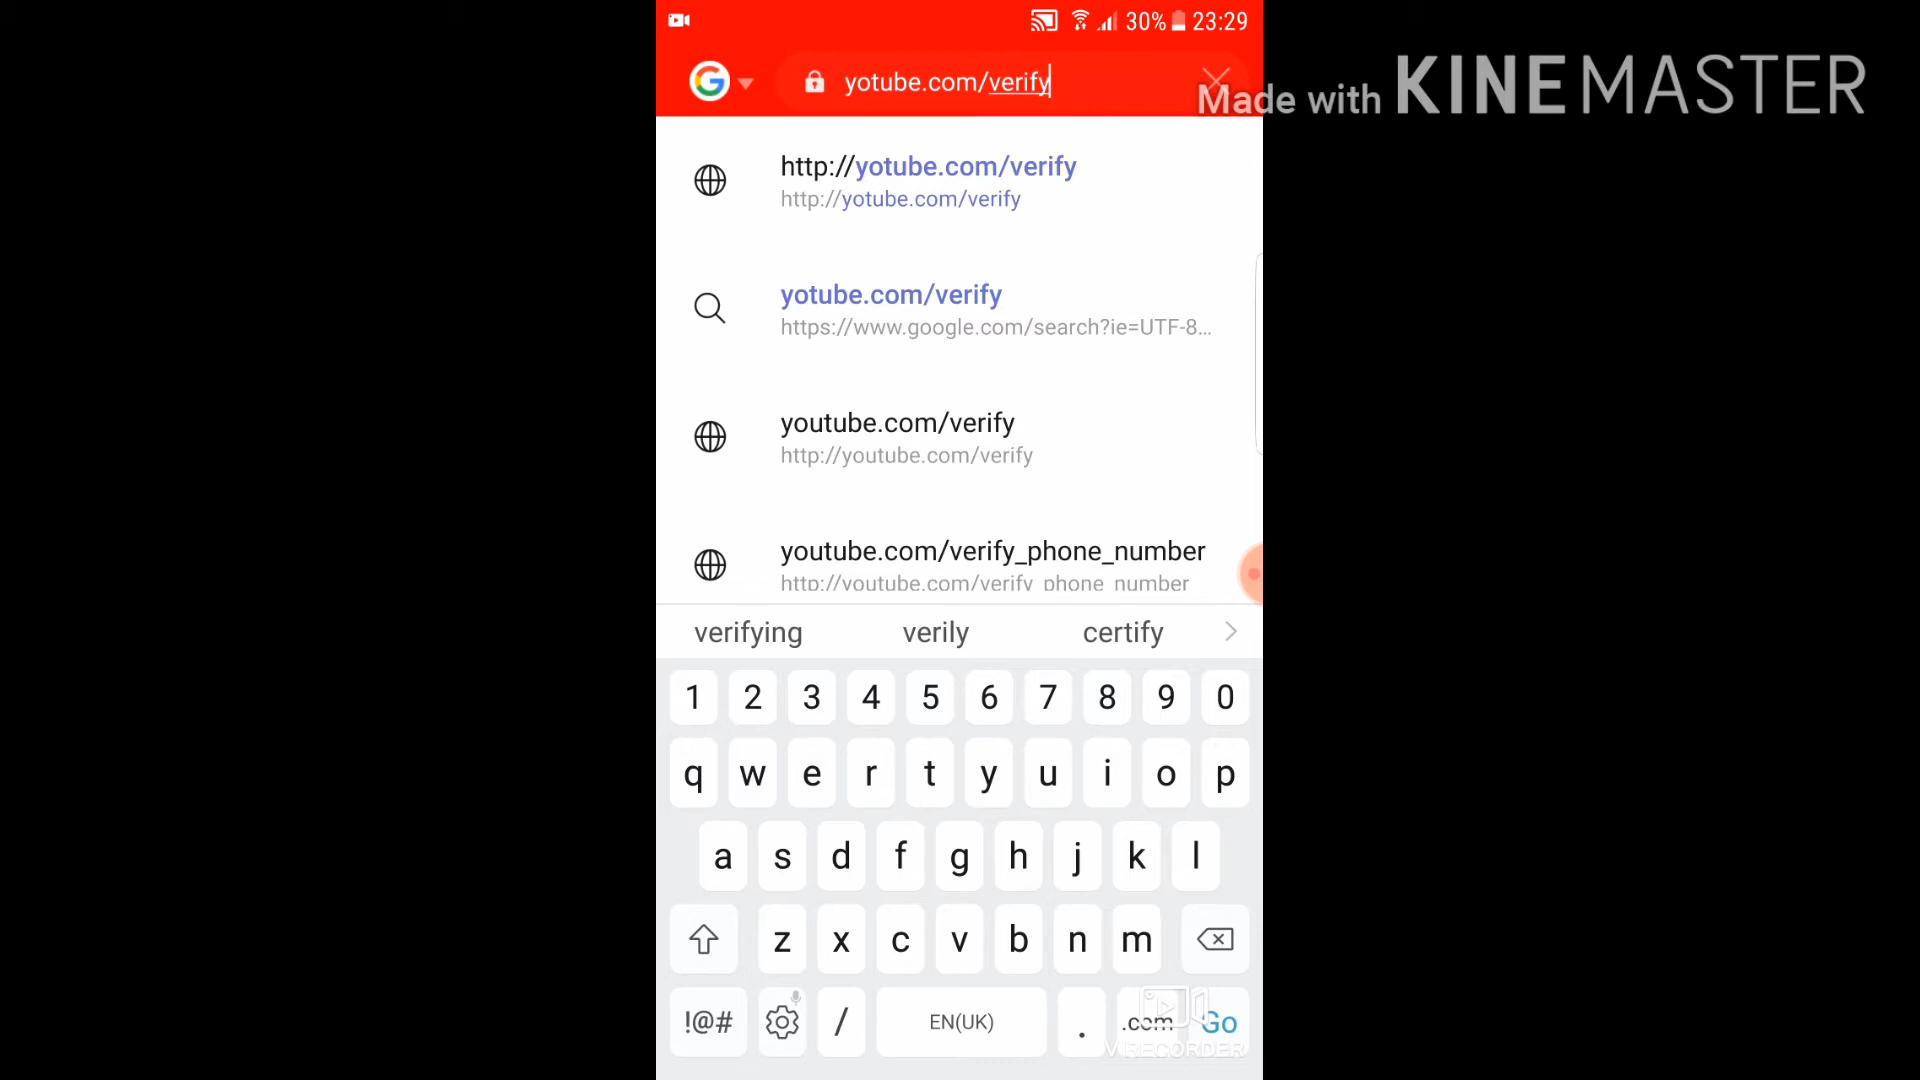 30% 23:29
yotube.com/verify
Made with KINEMASTER
http://yotube.com/verify
http://yotube.com/verify
yotube.com/verify
https://www.google.com/search?ie=UTF-8...
youtube.com/verify
http://youtube.com/verify
youtube.com/verify_phone_number
http://youtube.com/verify_phone_number
verifying verily certify
1 2 3 4 5 6 7 8 9 0
q w e r t y u i o p
a s d f g h j k l
z x c v b n m
!@# / EN(UK) . .com Go
V RECORDER